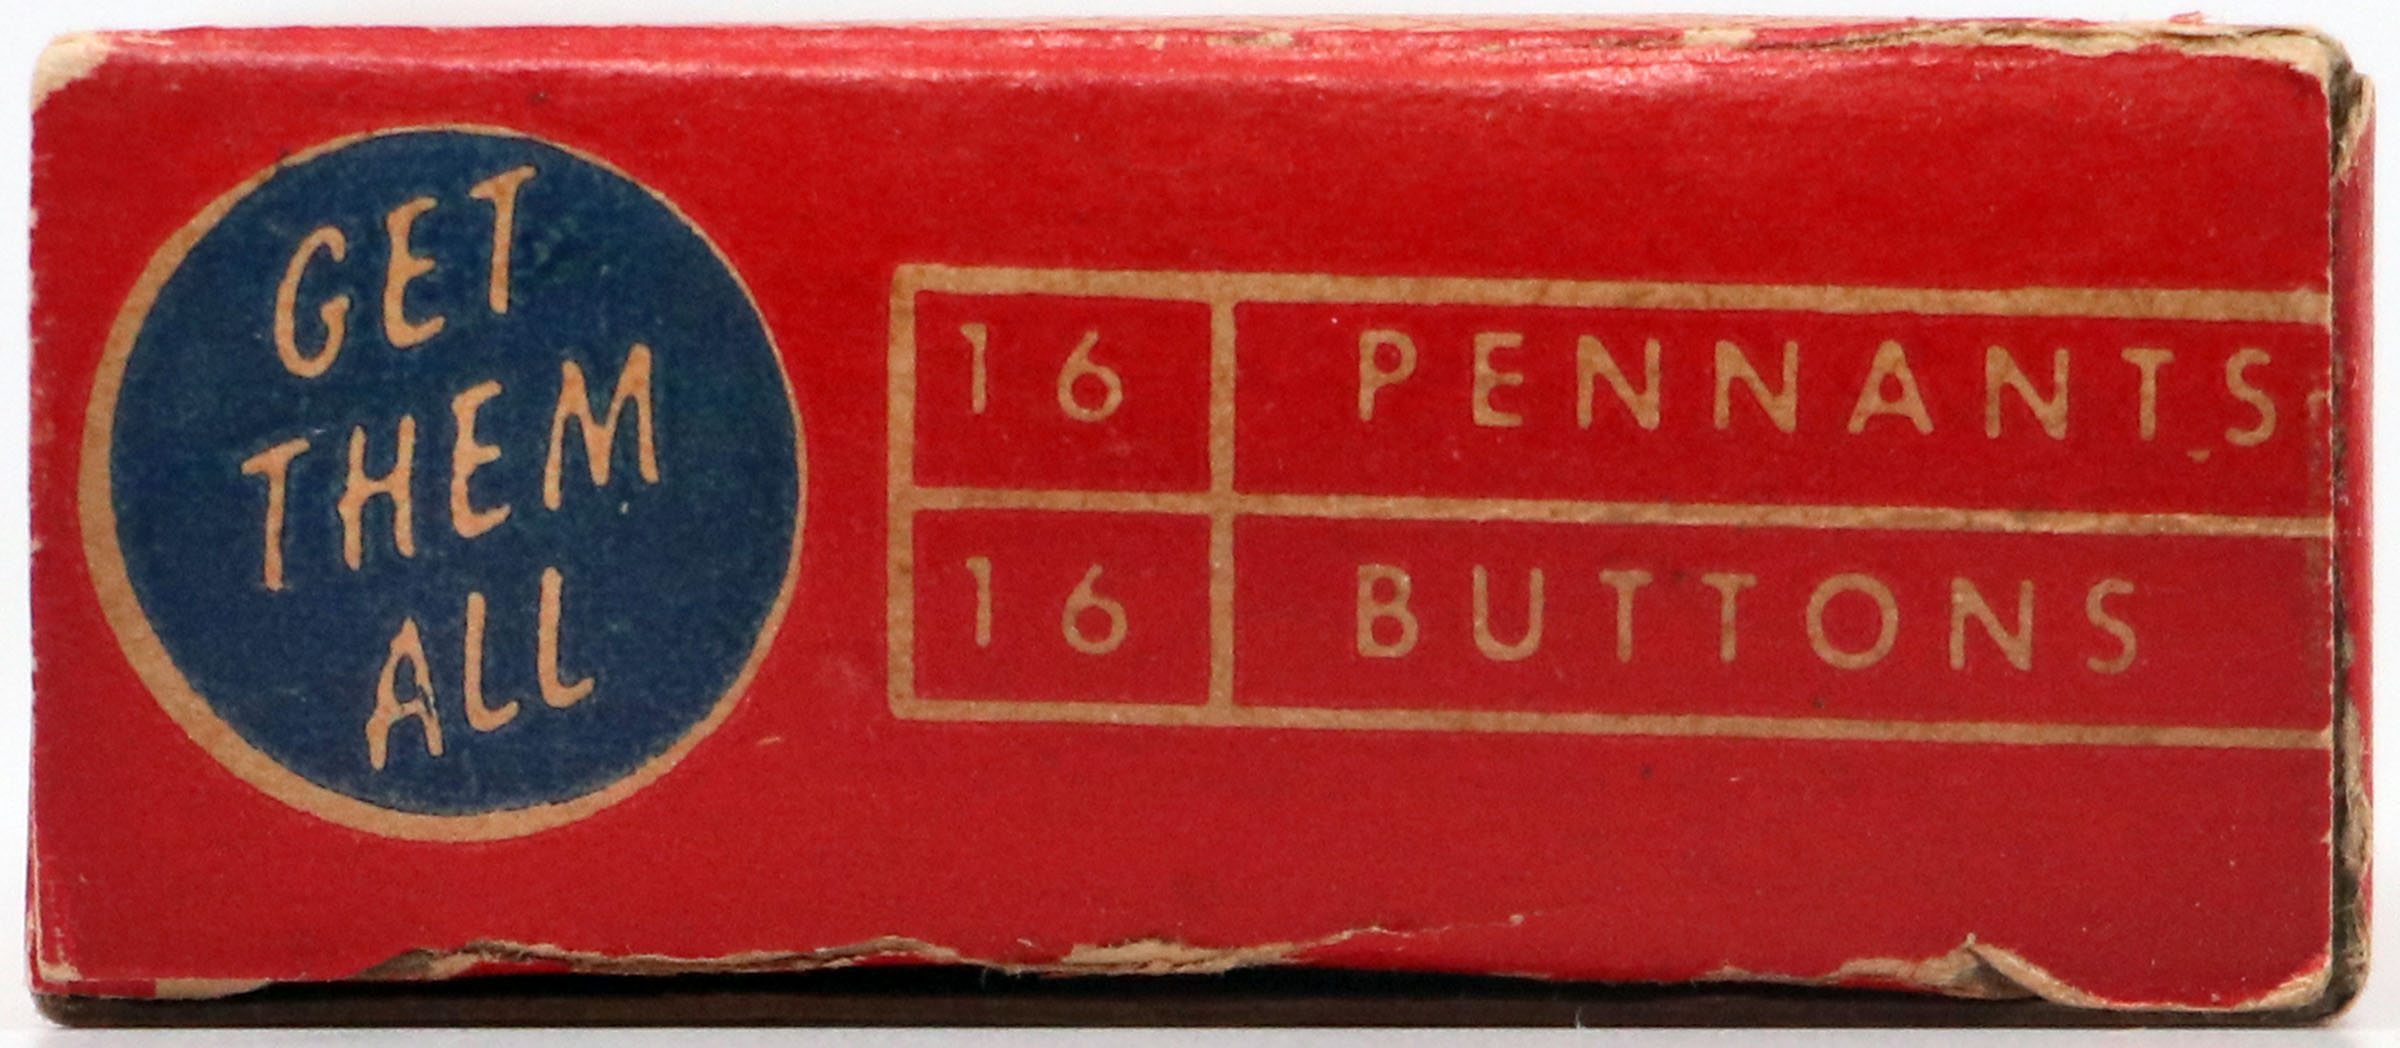 GET
THEM
ALL
16 PENNANTS
16 BUTTONS